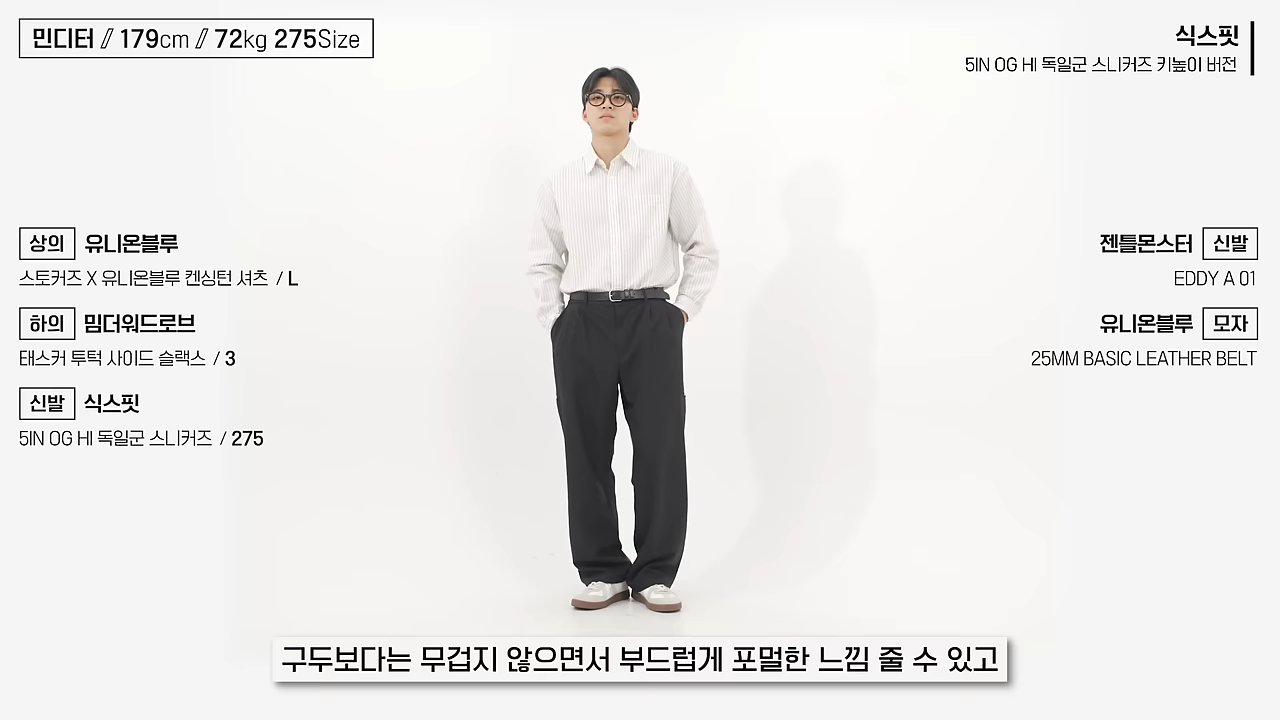 민디터 // 179cm // 72kg 275Size
식스핏
5IN OG HI 독일군 스니커즈 키높이 버전
상의 유니온블루
스토커즈 X 유니온블루 켄싱턴 셔츠 / L
하의 밈더워드로브
태스커 투턱 사이드 슬랙스 / 3
신발 식스핏
5IN OG HI 독일군 스니커즈 / 275
젠틀몬스터 신발
EDDY A 01
유니온블루 모자
25MM BASIC LEATHER BELT
구두보다는 무겁지 않으면서 부드럽게 포멀한 느낌 줄 수 있고